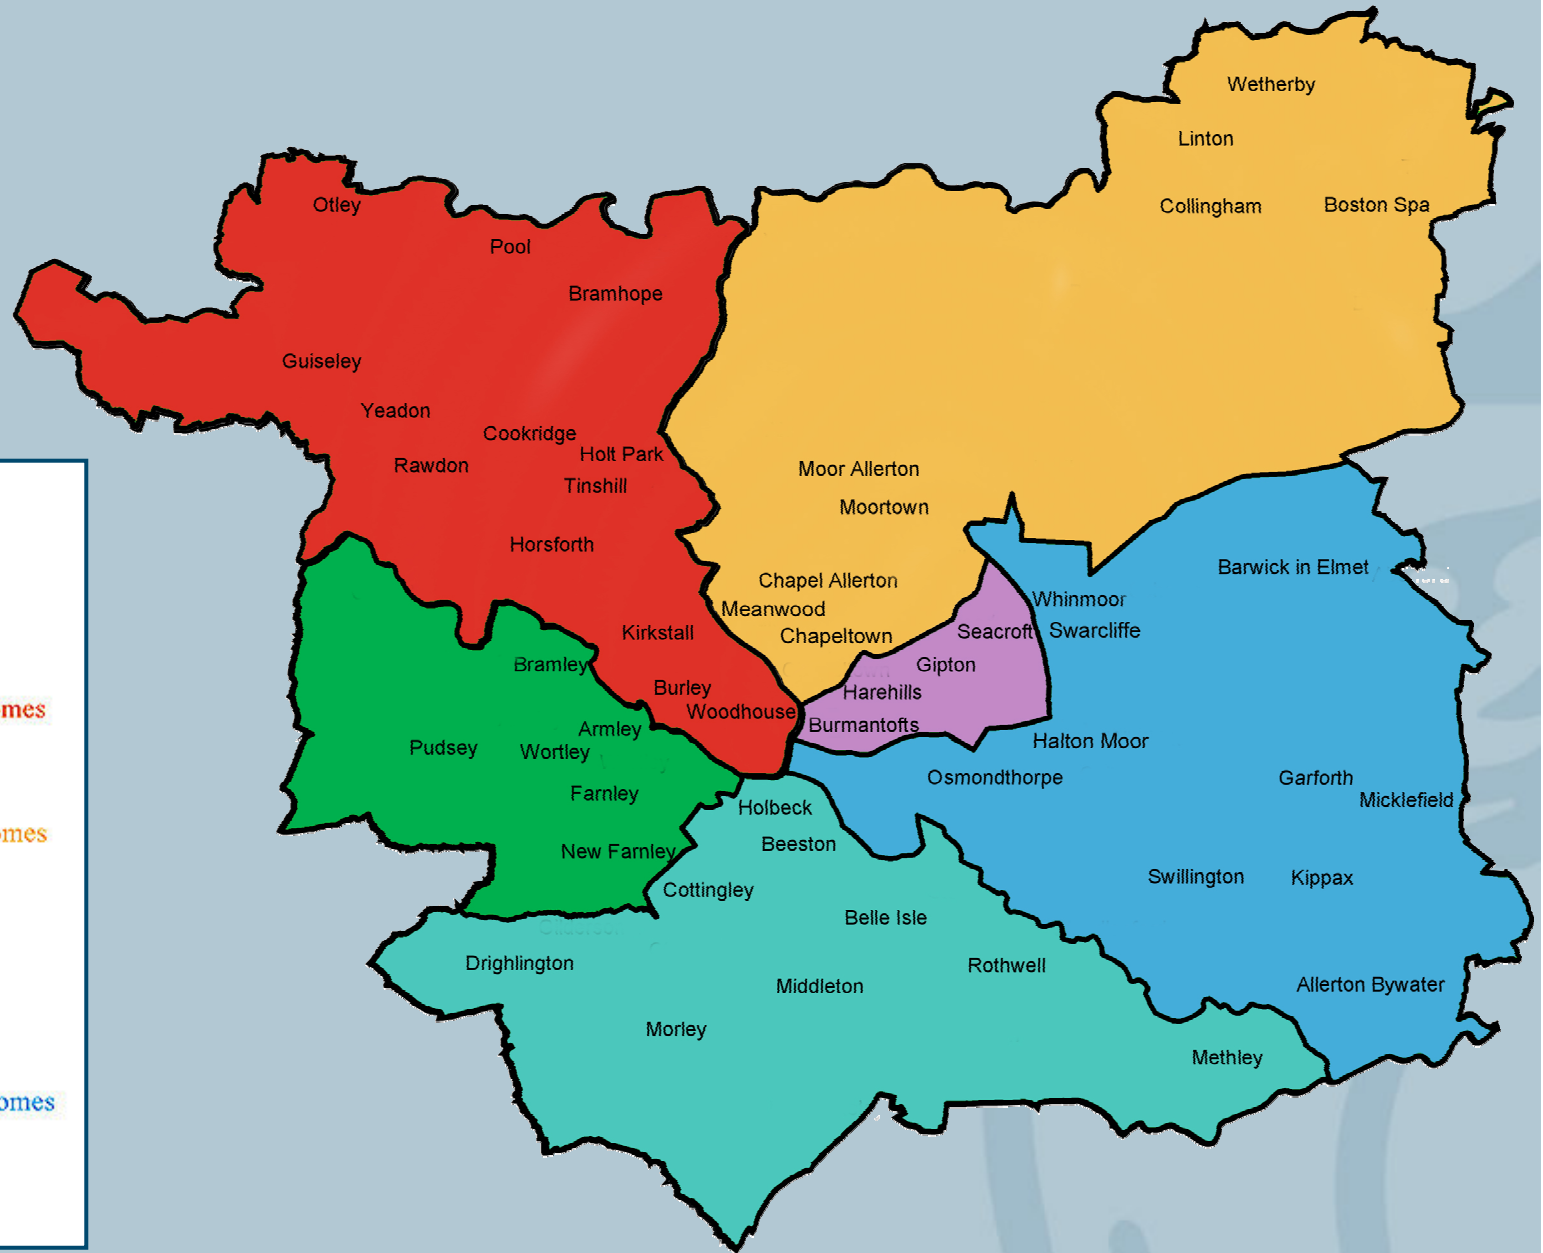 Wetherby
Linton
Collingham
Boston Spa
Otley
Pool
Bramhope
Guiseley
Yeadon
Cookridge
Holt Park
Rawdon
Tinshill
Horsforth
Kirkstall
Burley
Woodhouse
Moor Allerton
Moortown
Chapel Allerton
Meanwood
Chapeltown
Seacroft
Gipton
Harehills
Burmantofts
Whinmoor
Swarcliffe
Barwick in Elmet
Halton Moor
Osmondthorpe
Garforth
Micklefield
Swillington
Kippax
Allerton Bywater
Bramley
Armley
Pudsey
Wortley
Farnley
New Farnley
Holbeck
Beeston
Cottingley
Belle Isle
Drighlington
Rothwell
Middleton
Morley
Methley
mes
omes
omes